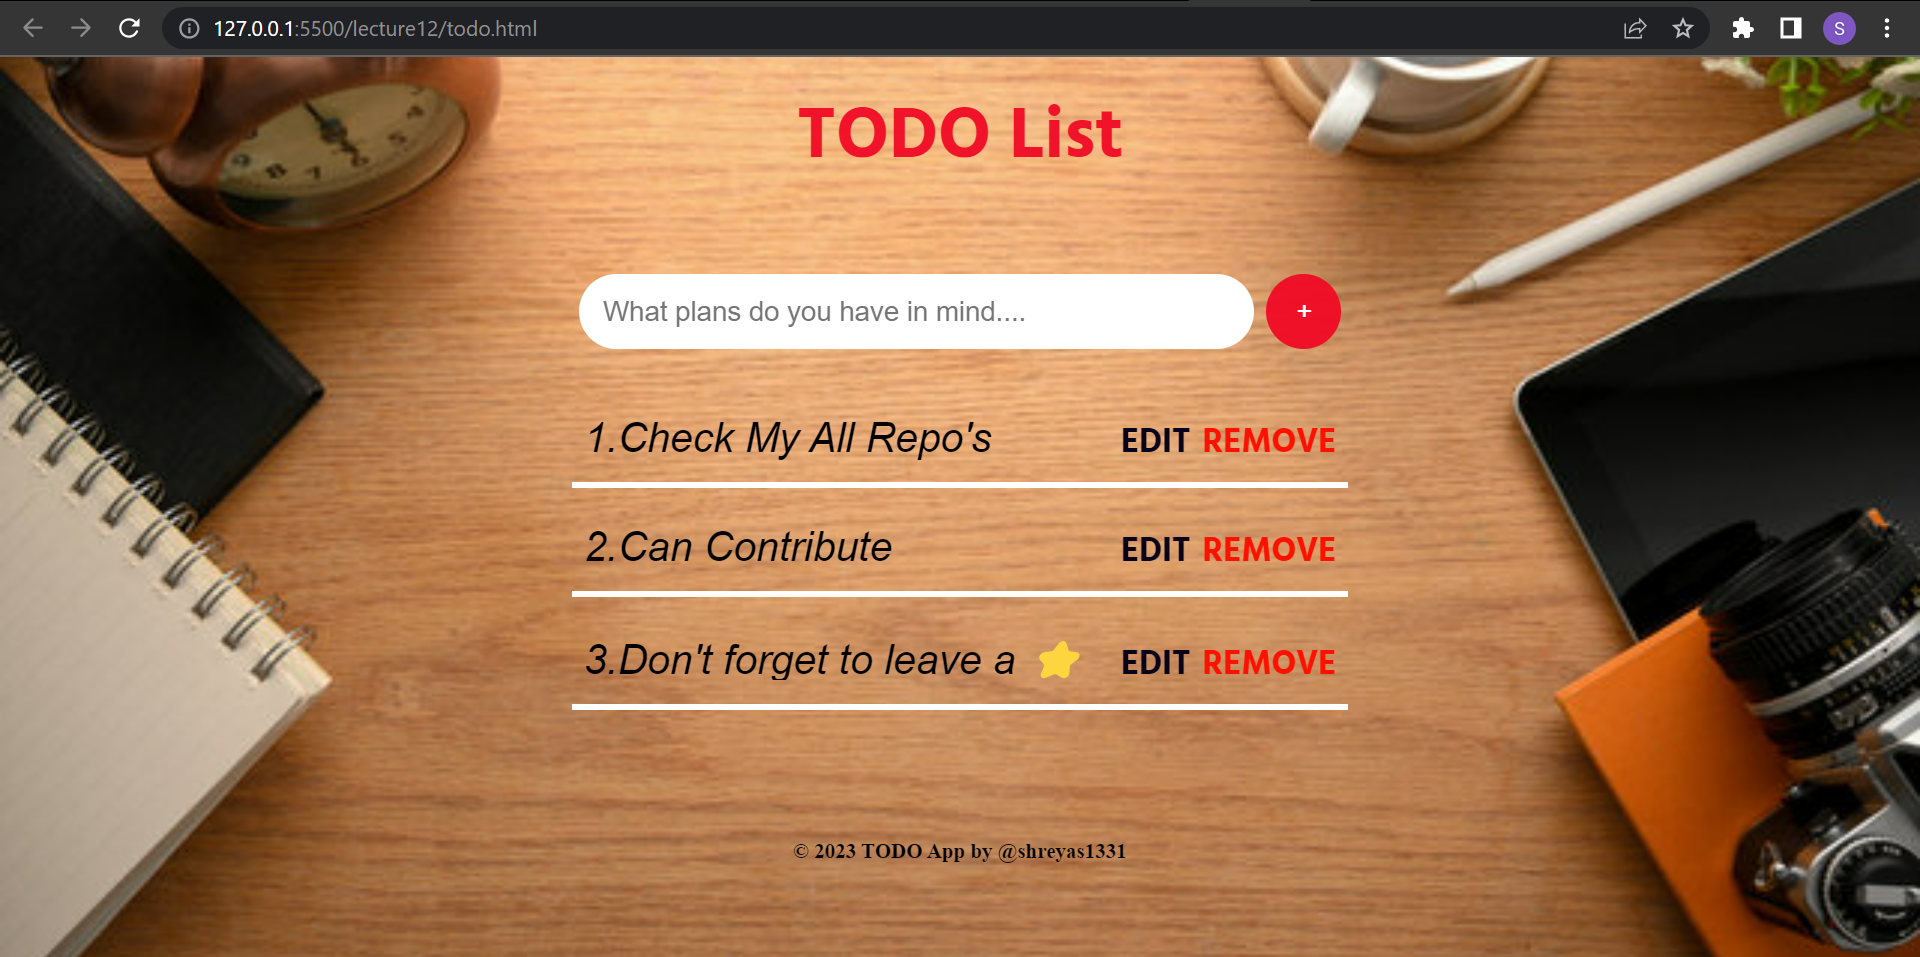 127.0.0.1:5500/lecture12/todo.html
S
TODO List
What plans do you have in mind....
+
1.Check My All Repo's EDIT REMOVE
2.Can Contribute EDIT REMOVE
3.Don't forget to leave a ⭐ EDIT REMOVE
© 2023 TODO App by @shreyas1331